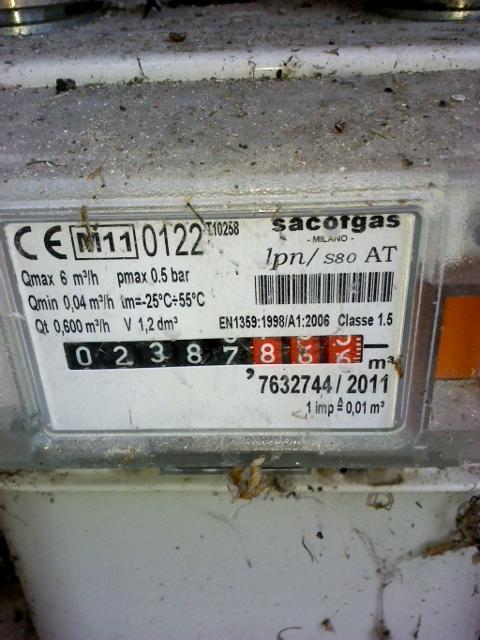 CE M11 0122 T10258
sacofgas
- MILANO -
lpn/ S80 AT
Qmax 6 m³/h pmax 0.5 bar
Qmin 0,04 m³/h tm=-25°C÷55°C
Qt 0,600 m³/h V 1,2 dm³
EN1359:1998/A1:2006 Classe 1.5
0 2 3 8 7 8 8 m³
7632744 / 2011
1 imp ≙ 0,01 m³